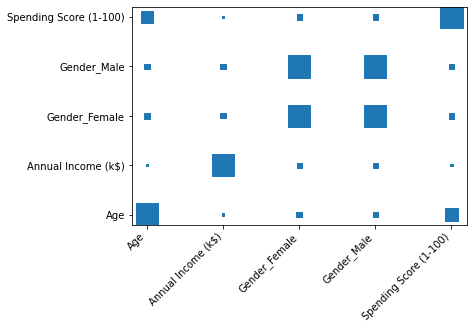 Spending Score (1-100)
Gender_Male
Gender_Female
Annual Income (k$)
Age
Age
Annual Income (k$)
Gender_Female
Gender_Male
Spending Score (1-100)